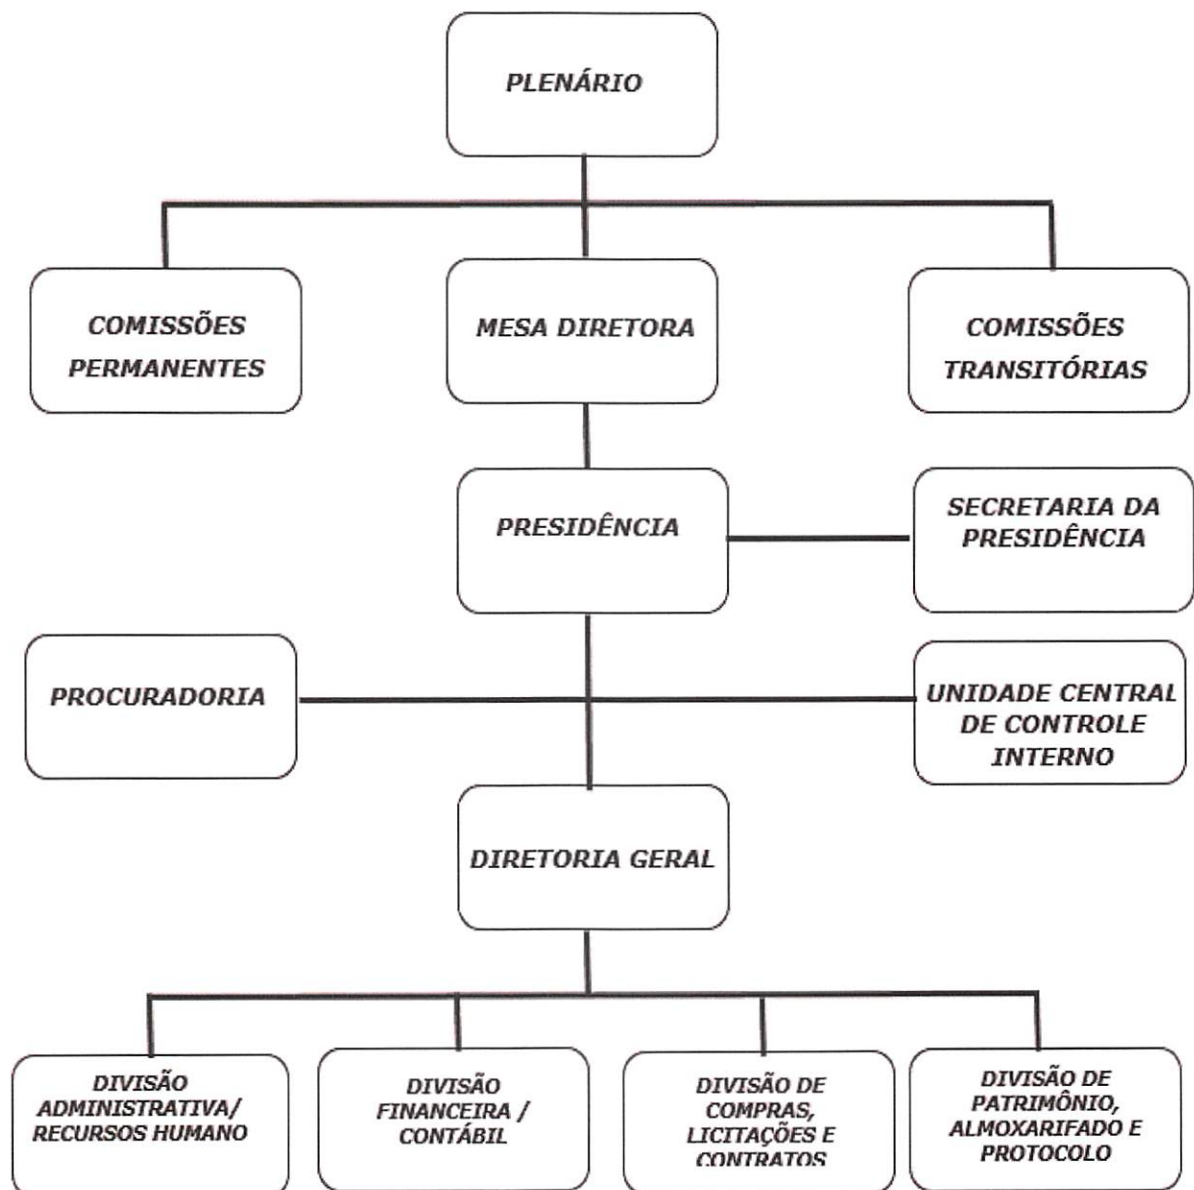 PLENÁRIO
COMISSÕES
PERMANENTES
MESA DIRETORA
COMISSÕES
TRANSITÓRIAS
PRESIDÊNCIA
SECRETARIA DA
PRESIDÊNCIA
PROCURADORIA
UNIDADE CENTRAL
DE CONTROLE
INTERNO
DIRETORIA GERAL
DIVISÃO
ADMINISTRATIVA/
RECURSOS HUMANO
DIVISÃO
FINANCEIRA /
CONTÁBIL
DIVISÃO DE
COMPRAS,
LICITAÇÕES E
CONTRATOS
DIVISÃO DE
PATRIMÔNIO,
ALMOXARIFADO E
PROTOCOLO